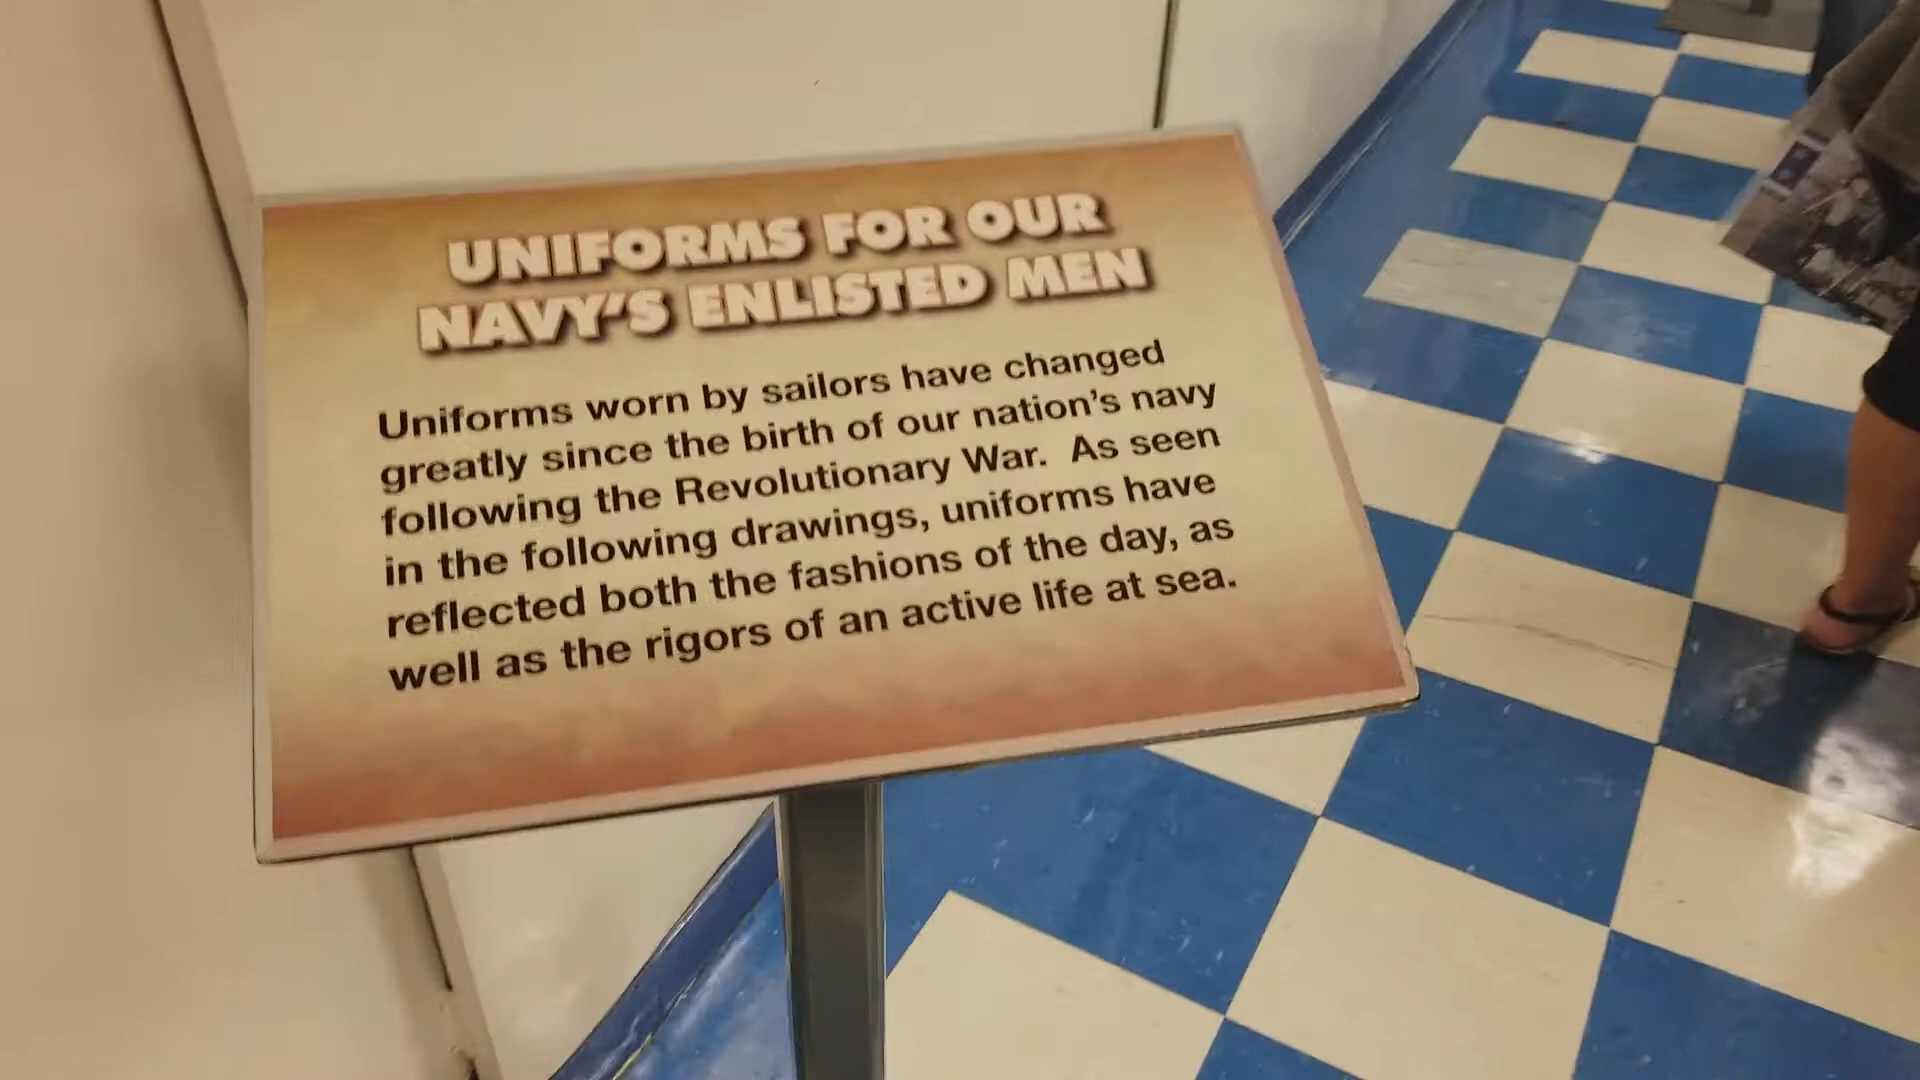 UNIFORMS FOR OUR
NAVY'S ENLISTED MEN
Uniforms worn by sailors have changed
greatly since the birth of our nation's navy
following the Revolutionary War. As seen
in the following drawings, uniforms have
reflected both the fashions of the day, as
well as the rigors of an active life at sea.